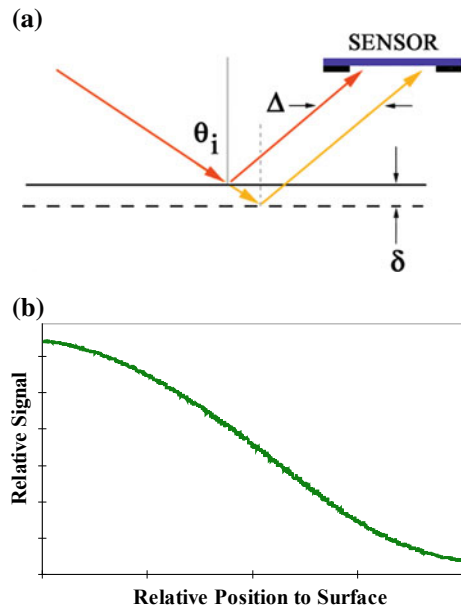 (a)
SENSOR
Δ
θi
δ
(b)
Relative Signal
Relative Position to Surface